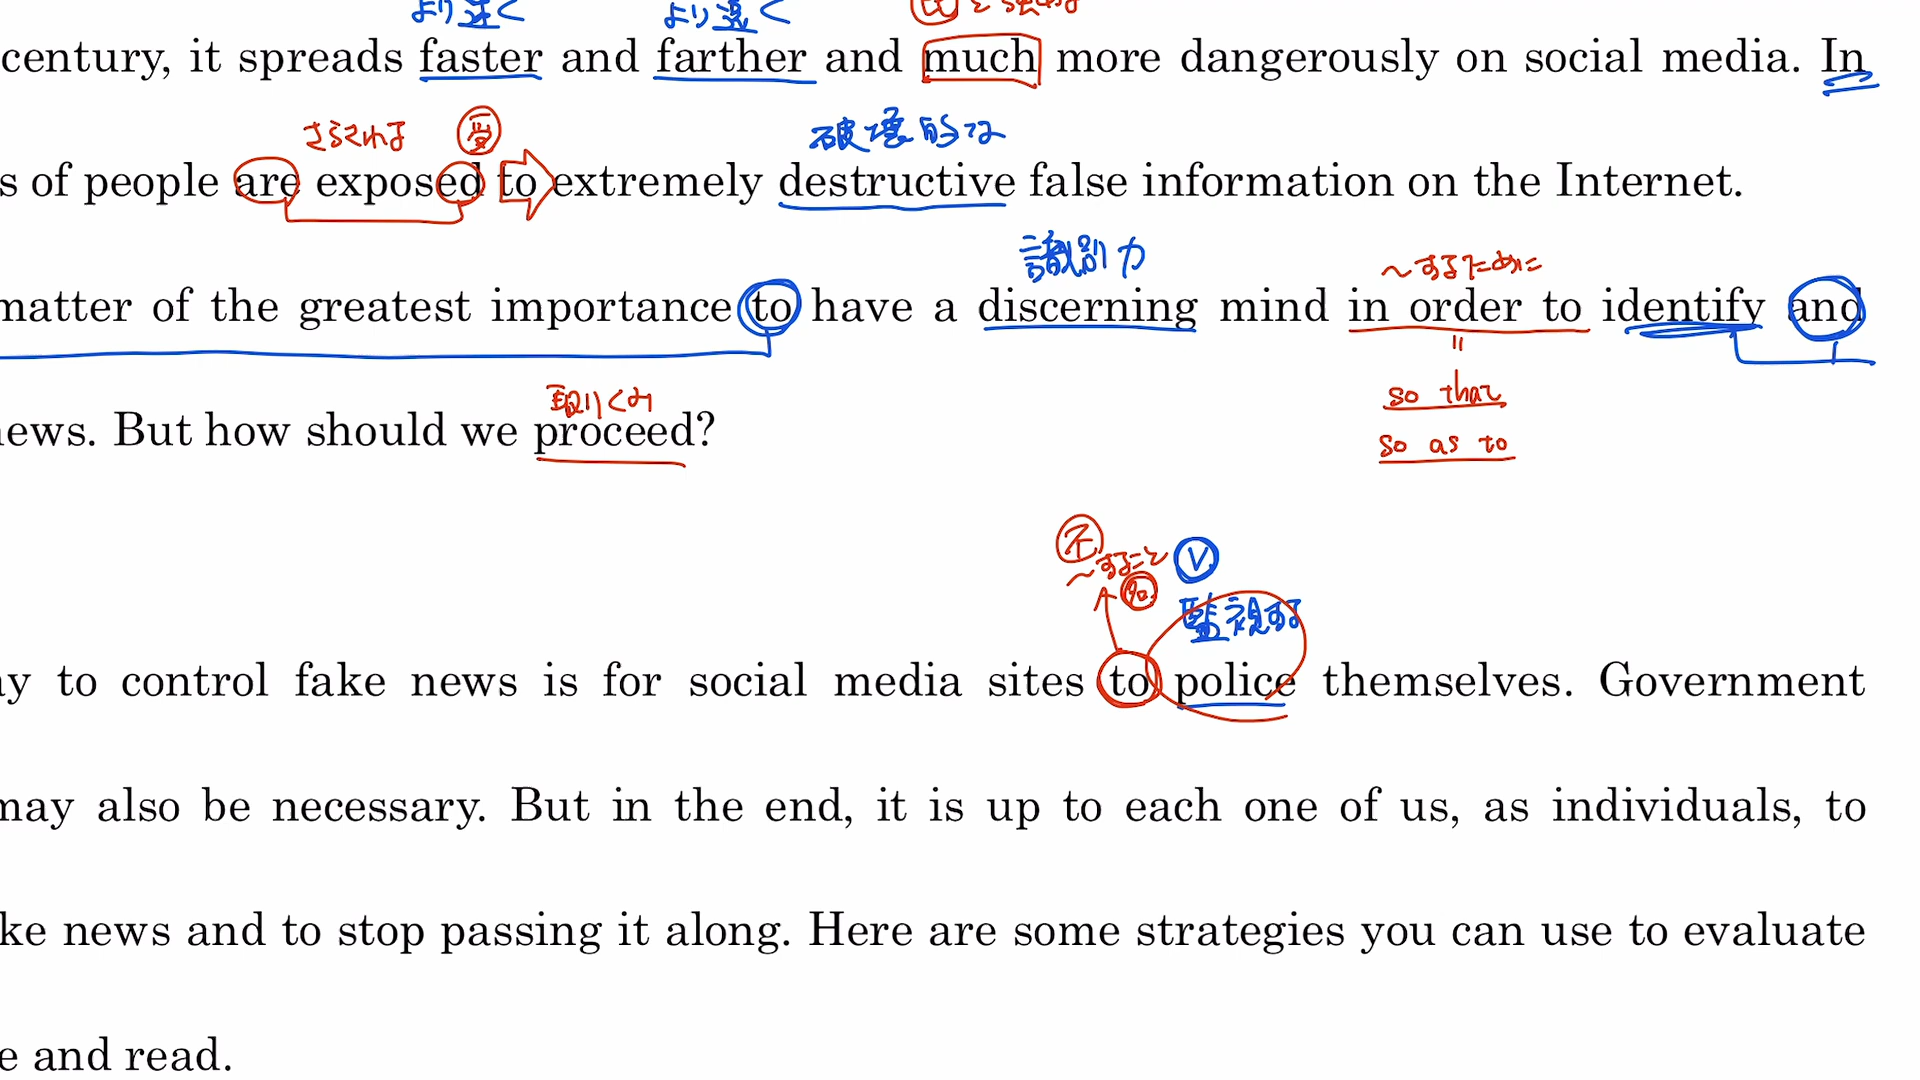 より速く より遠く
century, it spreads faster and farther and much more dangerously on social media. In
さらされる 受 破壊的な
s of people are exposed to extremely destructive false information on the Internet.
識別力 〜するために
matter of the greatest importance to have a discerning mind in order to identify and
〃
取りくみ so that
news. But how should we proceed?
so as to
不 〜すること V
名 監視する
ay to control fake news is for social media sites to police themselves. Government
may also be necessary. But in the end, it is up to each one of us, as individuals, to
ke news and to stop passing it along. Here are some strategies you can use to evaluate
e and read.